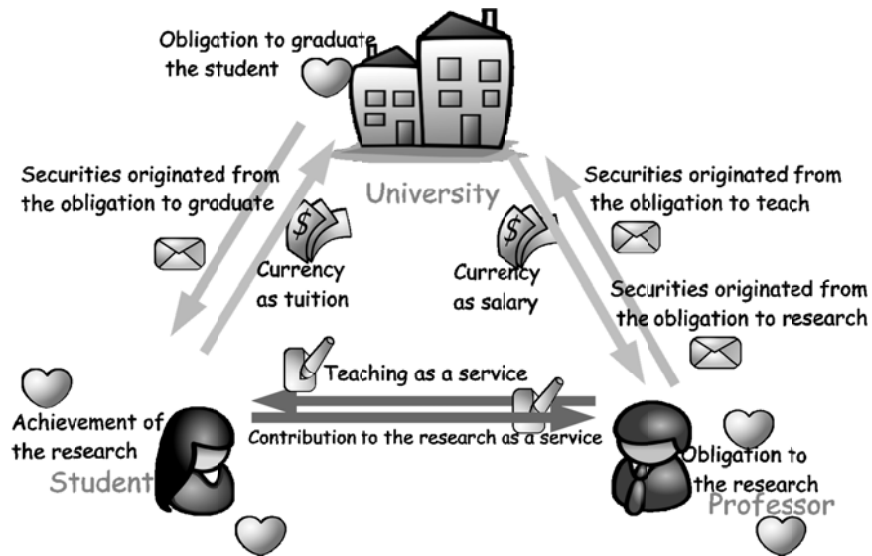 Obligation to graduate
the student
Securities originated from
the obligation to graduate
University
Securities originated from
the obligation to teach
$
Currency
as tuition
$
Currency
as salary
Securities originated from
the obligation to research
Teaching as a service
Achievement of
the research
Contribution to the research as a service
Student
Obligation to
the research
Professor